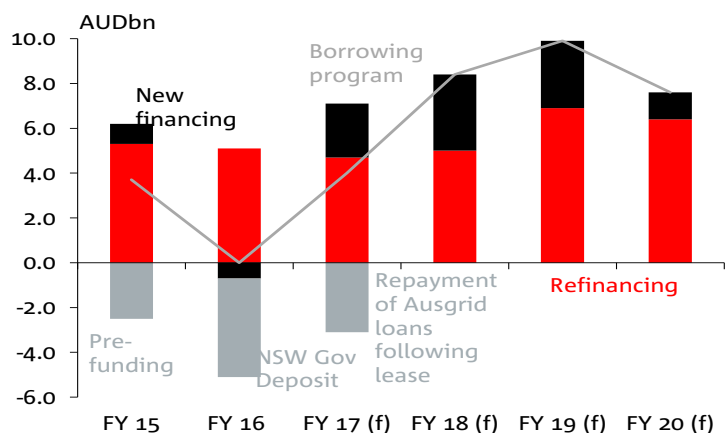 AUDbn
10.0
8.0
6.0
4.0
2.0
0.0
-2.0
-4.0
-6.0
New
financing
Borrowing
program
Pre-
funding
NSW Gov
Deposit
Repayment
of Ausgrid
loans
following
lease
Refinancing
FY 15 FY 16 FY 17 (f) FY 18 (f) FY 19 (f) FY 20 (f)